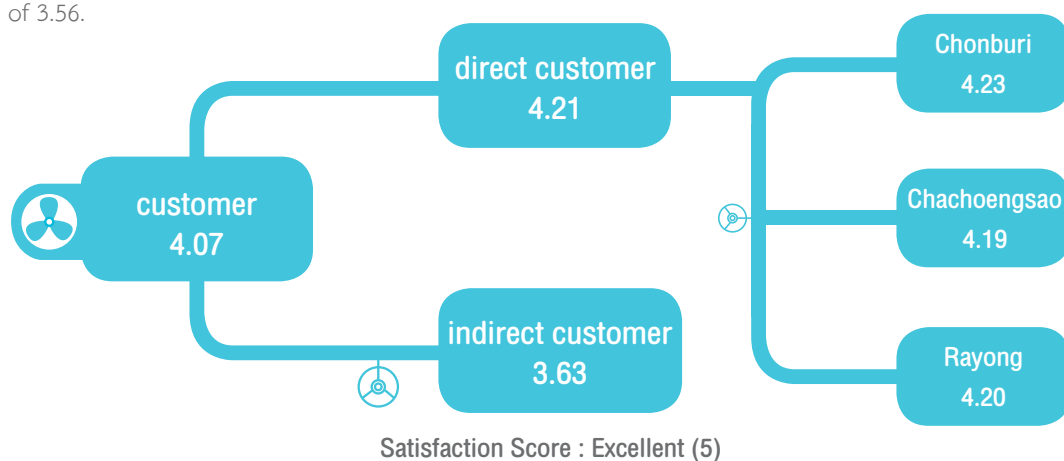 of 3.56.
direct customer
4.21
Chonburi
4.23
customer
4.07
Chachoengsao
4.19
indirect customer
3.63
Rayong
4.20
Satisfaction Score : Excellent (5)